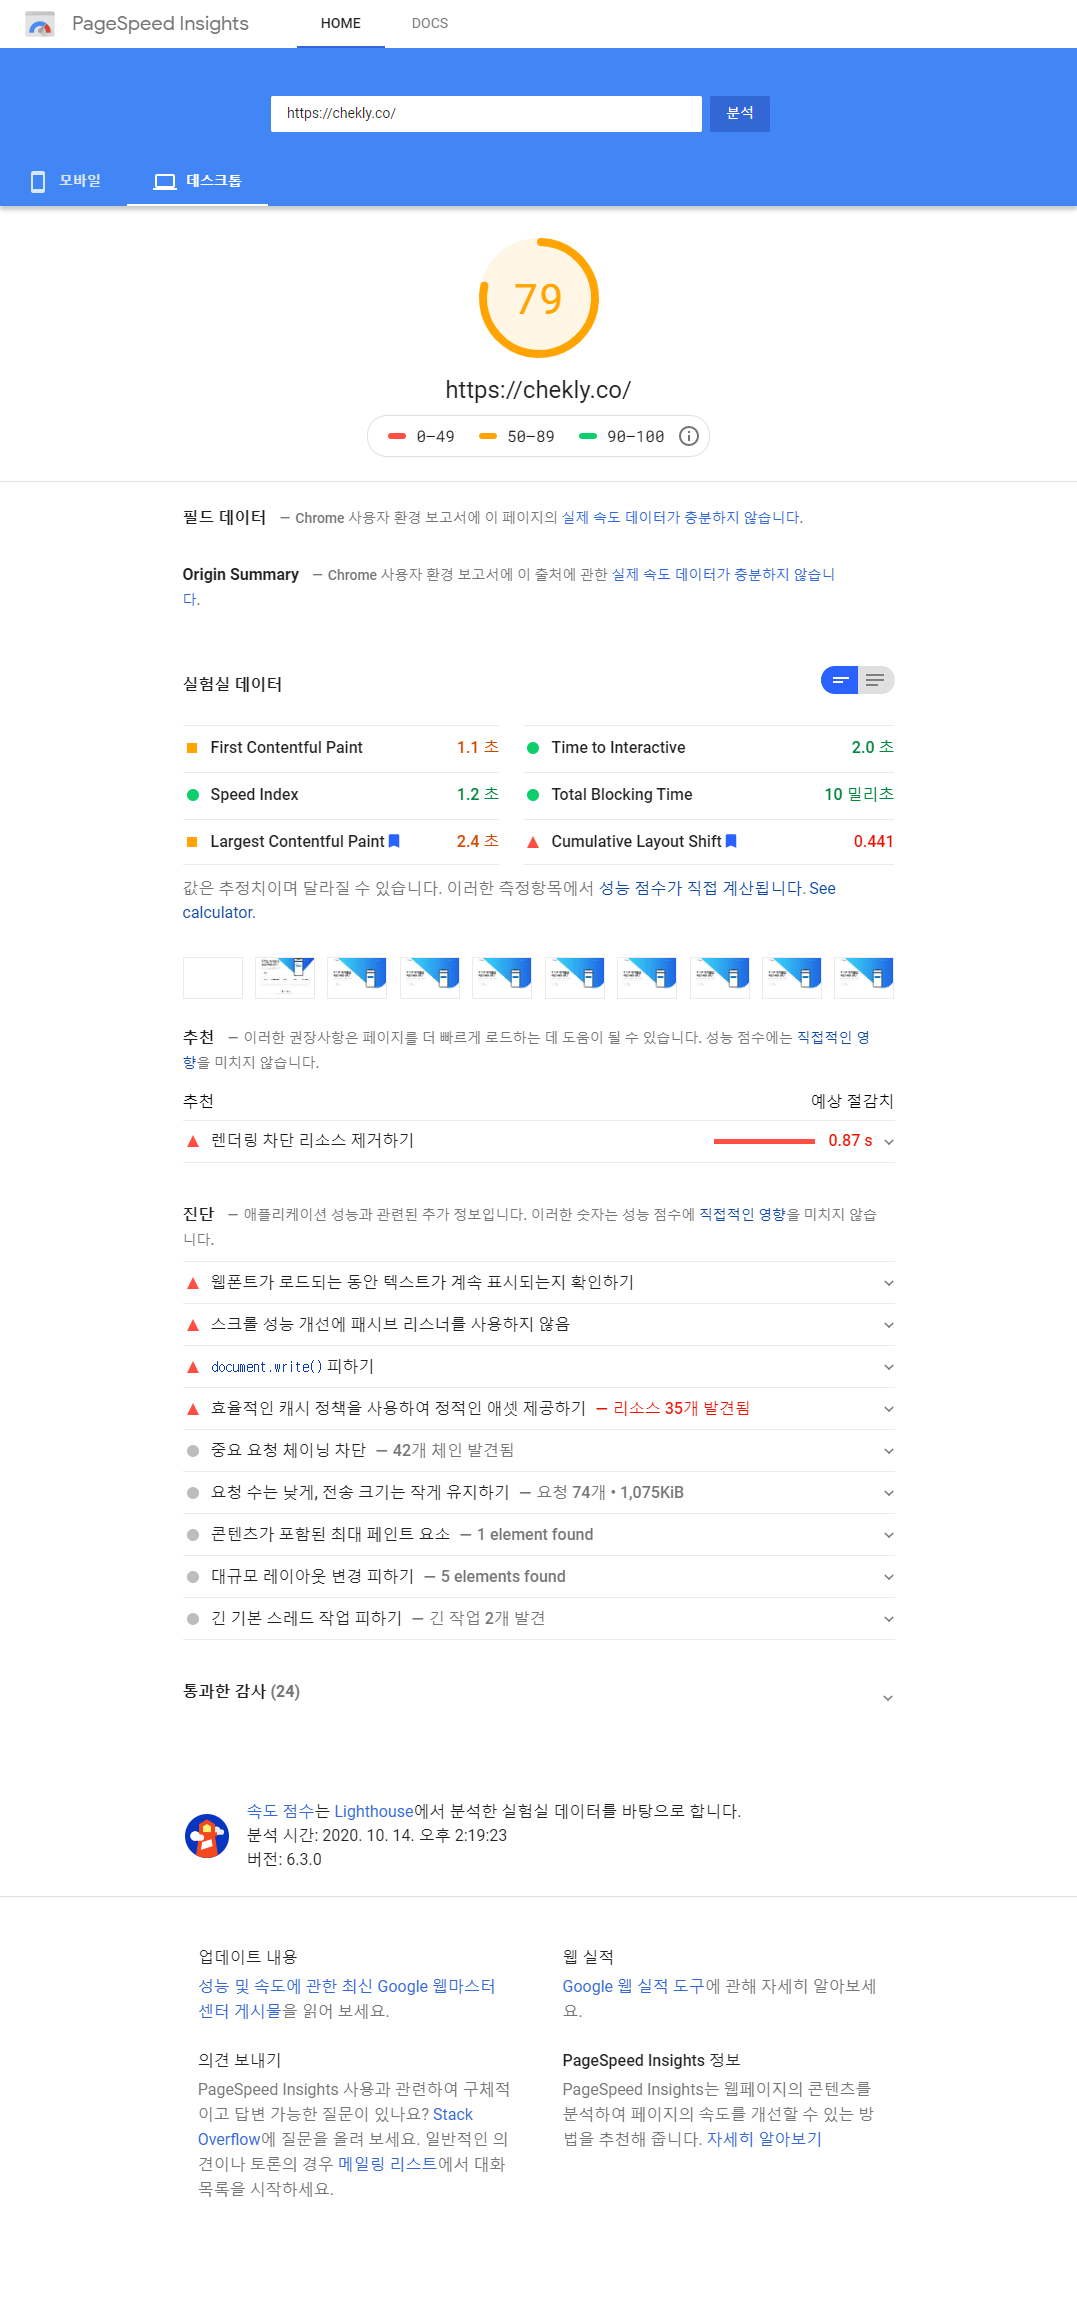 PageSpeed Insights
HOME
DOCS
https://chekly.co/
분석
모바일
데스크톱
79
https://chekly.co/
0–49
50–89
90–100
필드 데이터 — Chrome 사용자 환경 보고서에 이 페이지의 실제 속도 데이터가 충분하지 않습니다.
Origin Summary — Chrome 사용자 환경 보고서에 이 출처에 관한 실제 속도 데이터가 충분하지 않습니
다.
실험실 데이터
First Contentful Paint 1.1 초
Time to Interactive 2.0 초
Speed Index 1.2 초
Total Blocking Time 10 밀리초
Largest Contentful Paint 2.4 초
Cumulative Layout Shift 0.441
값은 추정치이며 달라질 수 있습니다. 이러한 측정항목에서 성능 점수가 직접 계산됩니다. See
calculator.
추천 — 이러한 권장사항은 페이지를 더 빠르게 로드하는 데 도움이 될 수 있습니다. 성능 점수에는 직접적인 영
향을 미치지 않습니다.
추천 예상 절감치
렌더링 차단 리소스 제거하기 0.87 s
진단 — 애플리케이션 성능과 관련된 추가 정보입니다. 이러한 숫자는 성능 점수에 직접적인 영향을 미치지 않습
니다.
웹폰트가 로드되는 동안 텍스트가 계속 표시되는지 확인하기
스크롤 성능 개선에 패시브 리스너를 사용하지 않음
document.write() 피하기
효율적인 캐시 정책을 사용하여 정적인 애셋 제공하기 — 리소스 35개 발견됨
중요 요청 체이닝 차단 — 42개 체인 발견됨
요청 수는 낮게, 전송 크기는 작게 유지하기 — 요청 74개 • 1,075KiB
콘텐츠가 포함된 최대 페인트 요소 — 1 element found
대규모 레이아웃 변경 피하기 — 5 elements found
긴 기본 스레드 작업 피하기 — 긴 작업 2개 발견
통과한 감사 (24)
속도 점수는 Lighthouse에서 분석한 실험실 데이터를 바탕으로 합니다.
분석 시간: 2020. 10. 14. 오후 2:19:23
버전: 6.3.0
업데이트 내용
성능 및 속도에 관한 최신 Google 웹마스터
센터 게시물을 읽어 보세요.
웹 실적
Google 웹 실적 도구에 관해 자세히 알아보세
요.
의견 보내기
PageSpeed Insights 사용과 관련하여 구체적
이고 답변 가능한 질문이 있나요? Stack
Overflow에 질문을 올려 보세요. 일반적인 의
견이나 토론의 경우 메일링 리스트에서 대화
목록을 시작하세요.
PageSpeed Insights 정보
PageSpeed Insights는 웹페이지의 콘텐츠를
분석하여 페이지의 속도를 개선할 수 있는 방
법을 추천해 줍니다. 자세히 알아보기